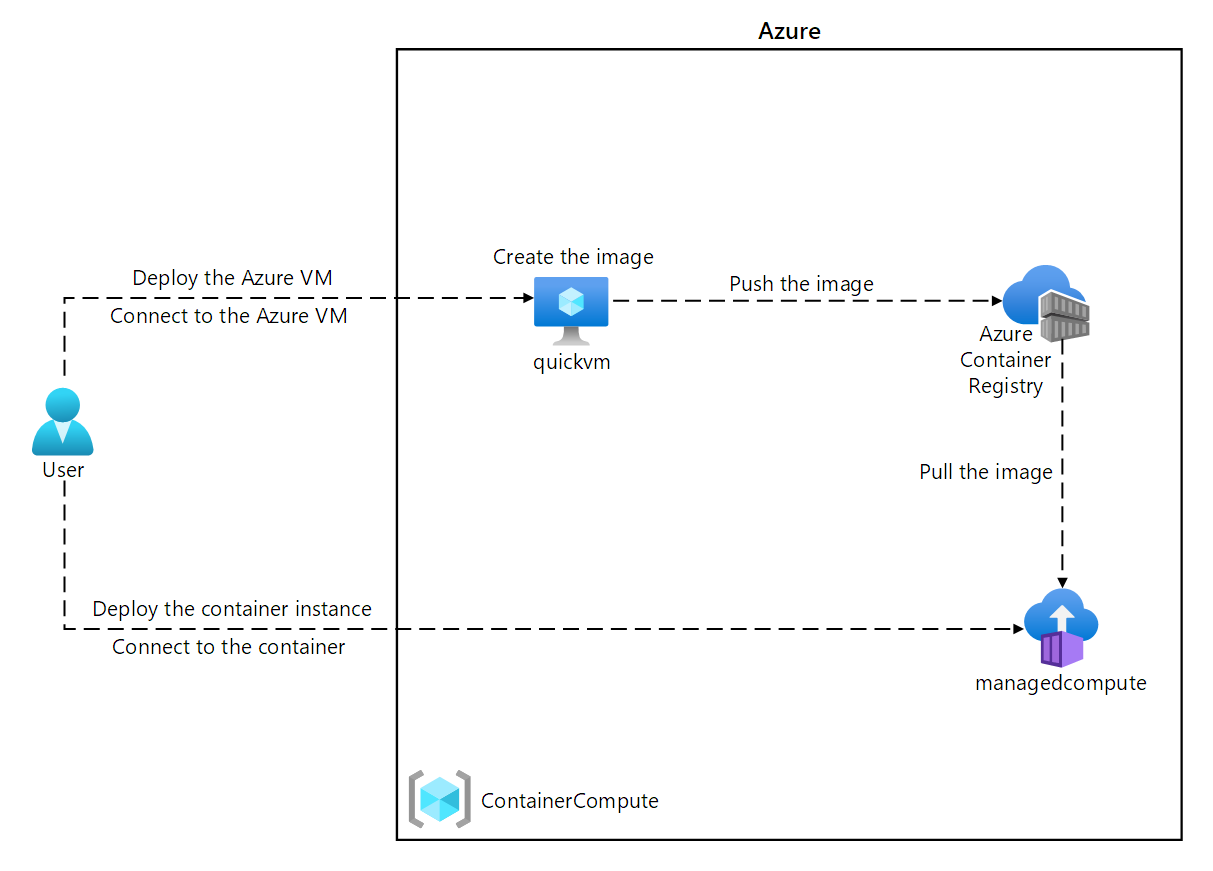 Azure
Create the image
Deploy the Azure VM
Push the image
Connect to the Azure VM
Azure
Container
Registry
quickvm
User
Pull the image
Deploy the container instance
Connect to the container
managedcompute
ContainerCompute